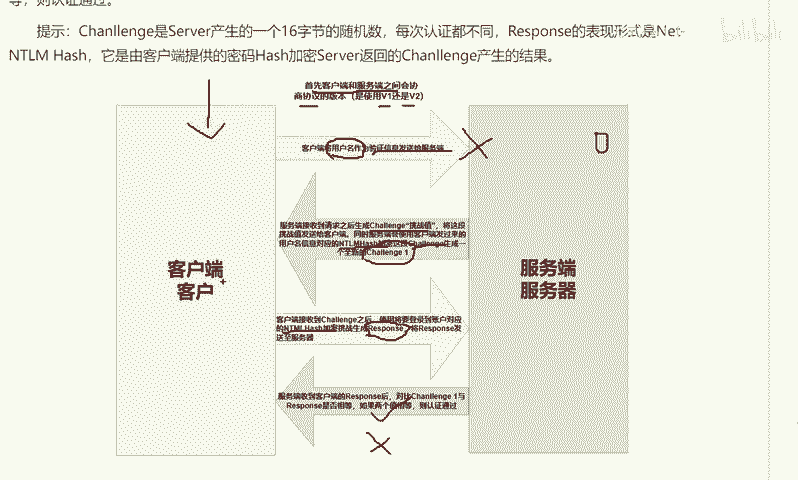 等，则认证通过。
提示：Chanllenge是Server产生的一个16字节的随机数，每次认证都不同，Response的表现形式是Net-
NTLM Hash，它是由客户端提供的密码Hash加密Server返回的Chanllenge产生的结果。
bilibili
首先客户端和服务端之间会协
商协议的版本（是使用V1还是V2）
客户端将用户名作为验证信息发送给服务端
服务端接收到请求之后生成Challenge“挑战值”，将这段
挑战值发送给客户端。同时服务端会使用客户端发过来的
用户名信息对应的NTLMHash加密这段Challenge生成一
个全新的Challenge 1
客户端
客户
服务端
服务器
客户端接收到Challenge之后，使用将要登录到账户对应
的NTMLHash加密挑战生成Response，将Response发
送至服务器
服务端收到客户端的Response后，对比Chanllenge 1与
Response是否相等，如果两个值相等，则认证通过